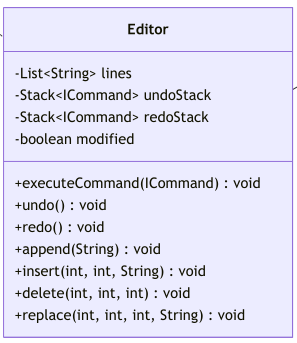 Editor
-List<String> lines
-Stack<ICommand> undoStack
-Stack<ICommand> redoStack
-boolean modified
+executeCommand(ICommand) : void
+undo() : void
+redo() : void
+append(String) : void
+insert(int, int, String) : void
+delete(int, int, int) : void
+replace(int, int, int, String) : void